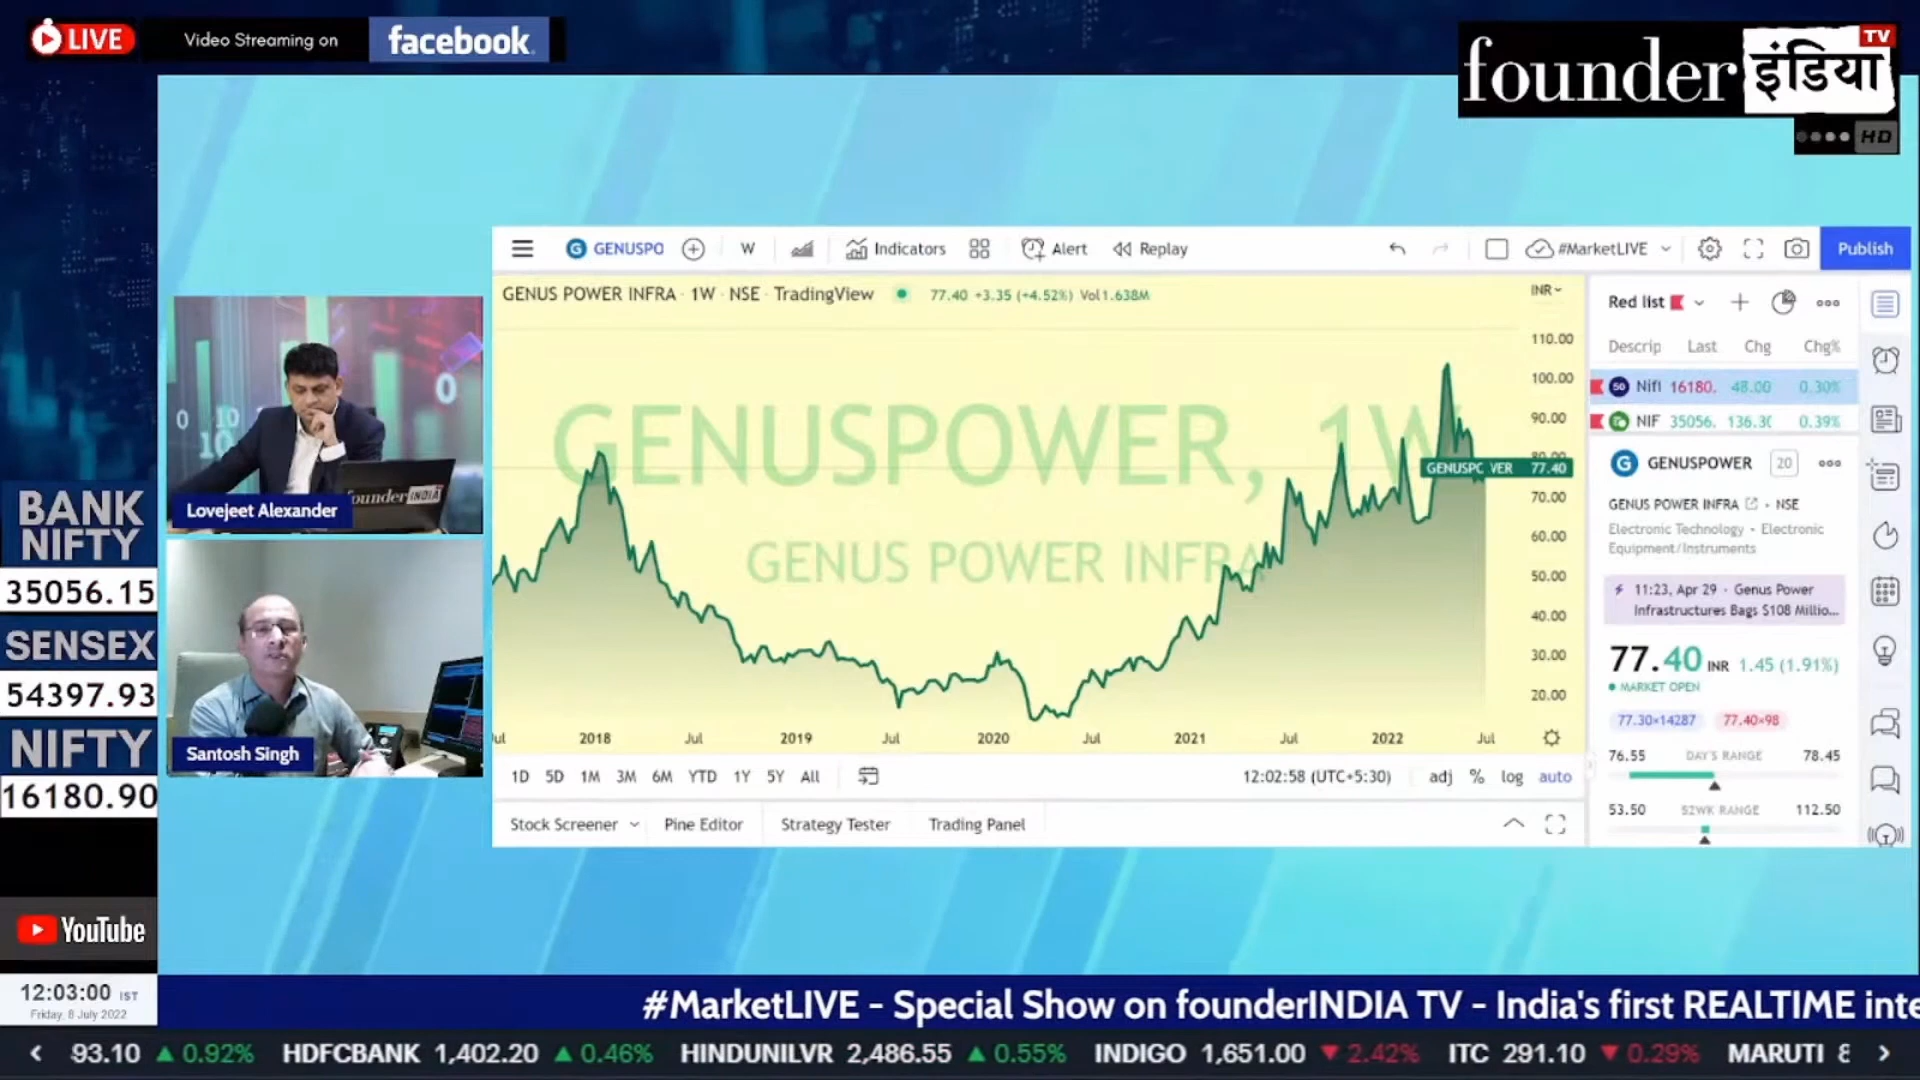 LIVE
Video Streaming on
facebook
founder इंडिया TV
HD
GENUSPO
W
Indicators
Alert
Replay
#MarketLIVE
Publish
GENUS POWER INFRA · 1W · NSE · TradingView
77.40 +3.35 (+4.52%) Vol1.638M
INR
GENUSPOWER, 1W
GENUS POWER INFRA
110.00
100.00
90.00
80.00
GENUSPC VER 77.40
70.00
60.00
50.00
40.00
30.00
20.00
2018
Jul
2019
Jul
2020
Jul
2021
Jul
2022
Jul
1D 5D 1M 3M 6M YTD 1Y 5Y All
12:02:58 (UTC+5:30)
adj % log auto
Stock Screener
Pine Editor
Strategy Tester
Trading Panel
Red list
Descrip Last Chg Chg%
50 Nifl 16180. 48.00 0.30%
NIF 35056. 136.30 0.39%
G GENUSPOWER 20
GENUS POWER INFRA · NSE
Electronic Technology · Electronic
Equipment/Instruments
11:23, Apr 29 · Genus Power
Infrastructures Bags $108 Millio...
77.40 INR 1.45 (1.91%)
MARKET OPEN
77.30×14287
77.40×98
76.55 DAY'S RANGE 78.45
53.50 52WK RANGE 112.50
founder INDIA
Lovejeet Alexander
Santosh Singh
BANK
NIFTY
35056.15
SENSEX
54397.93
NIFTY
16180.90
YouTube
12:03:00 IST
Friday, 8 July 2022
#MarketLIVE - Special Show on founderINDIA TV - India's first REALTIME inte
93.10 ▲ 0.92% HDFCBANK 1,402.20 ▲ 0.46% HINDUNILVR 2,486.55 ▲ 0.55% INDIGO 1,651.00 ▼ 2.42% ITC 291.10 ▼ 0.29% MARUTI 8